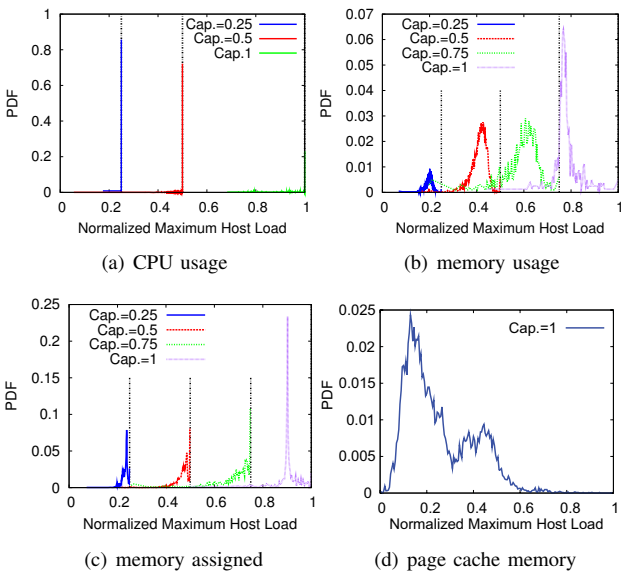 1
0.8
0.6
0.4
0.2
0
0 0.2 0.4 0.6 0.8 1
PDF
Normalized Maximum Host Load
Cap.=0.25
Cap.=0.5
Cap.1
(a) CPU usage
0.07
0.06
0.05
0.04
0.03
0.02
0.01
0
0 0.2 0.4 0.6 0.8 1
PDF
Normalized Maximum Host Load
Cap.=0.25
Cap.=0.5
Cap.=0.75
Cap.=1
(b) memory usage
0.25
0.20
0.15
0.1
0.05
0
0 0.2 0.4 0.6 0.8 1
PDF
Normalized Maximum Host Load
Cap.=0.25
Cap.=0.5
Cap.=0.75
Cap.=1
(c) memory assigned
0.025
0.02
0.015
0.01
0.005
0
0 0.2 0.4 0.6 0.8 1
PDF
Normalized Maximum Host Load
Cap.=1
(d) page cache memory